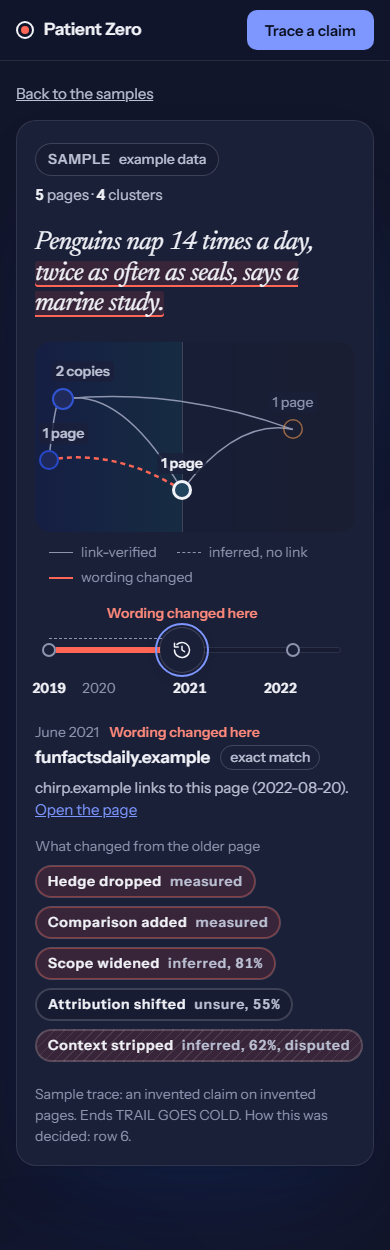 Patient Zero
Trace a claim
Back to the samples
SAMPLE example data
5 pages · 4 clusters
Penguins nap 14 times a day,
twice as often as seals, says a
marine study.
2 copies
1 page
1 page
1 page
link-verified
inferred, no link
wording changed
Wording changed here
2019 2020 2021 2022
June 2021 Wording changed here
funfactsdaily.example exact match
chirp.example links to this page (2022-08-20).
Open the page
What changed from the older page
Hedge dropped measured
Comparison added measured
Scope widened inferred, 81%
Attribution shifted unsure, 55%
Context stripped inferred, 62%, disputed
Sample trace: an invented claim on invented
pages. Ends TRAIL GOES COLD. How this was
decided: row 6.